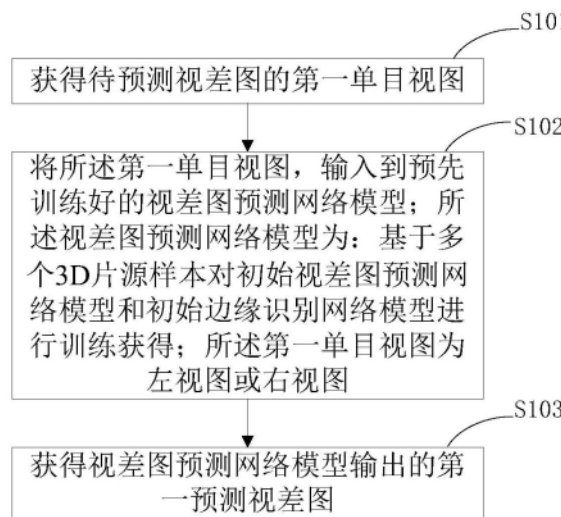 S101
获得待预测视差图的第一单目视图
S102
将所述第一单目视图，输入到预先
训练好的视差图预测网络模型；所
述视差图预测网络模型为：基于多
个3D片源样本对初始视差图预测网
络模型和初始边缘识别网络模型进
行训练获得；所述第一单目视图为
左视图或右视图
S103
获得视差图预测网络模型输出的第
一预测视差图